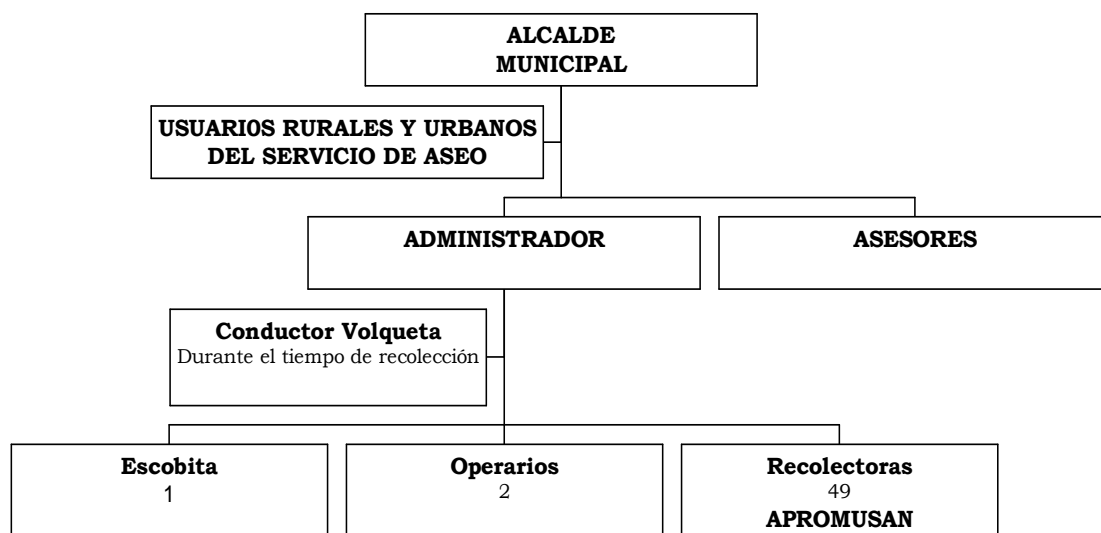 ALCALDE
MUNICIPAL
USUARIOS RURALES Y URBANOS
DEL SERVICIO DE ASEO
ADMINISTRADOR
ASESORES
Conductor Volqueta
Durante el tiempo de recolección
Escobita
1
Operarios
2
Recolectoras
49
APROMUSAN